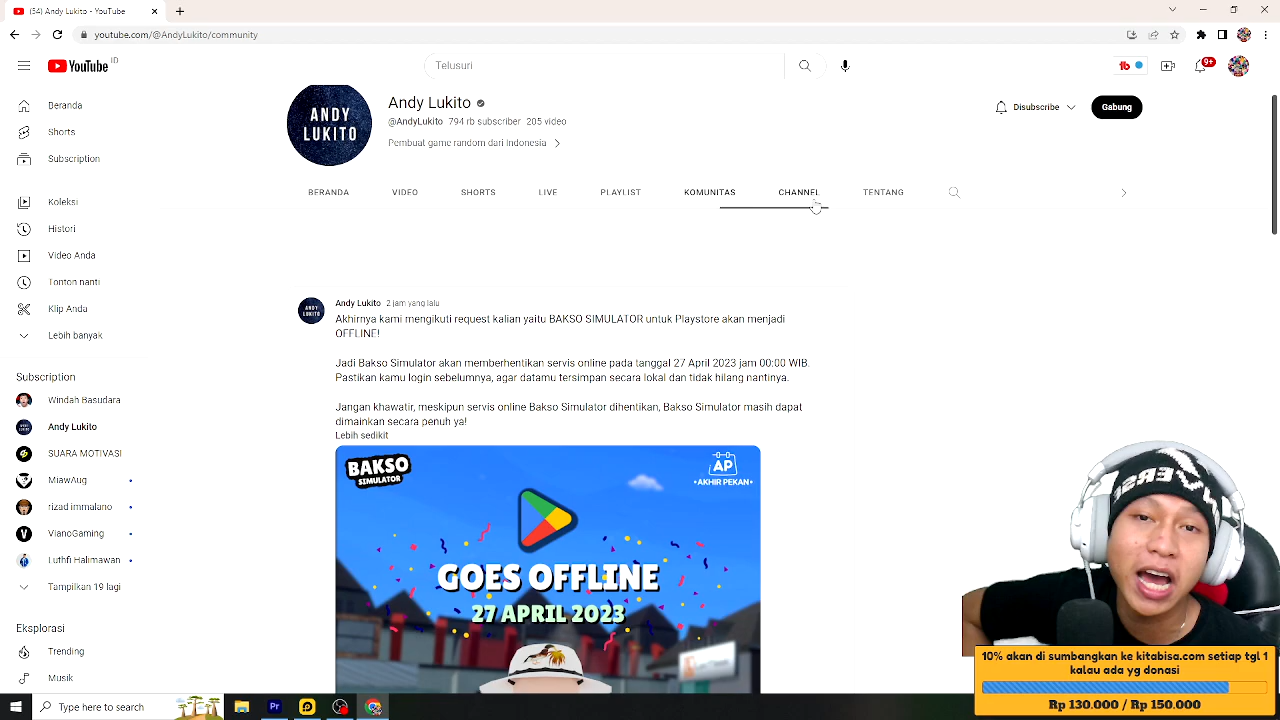 (54) Andy Lukito - YouTube
youtube.com/@AndyLukito/community
YouTube ID
Telusuri
tb
9+
Beranda
Shorts
Subscription
Koleksi
Histori
Video Anda
Tonton nanti
Klip Anda
Lebih banyak
Subscription
Windah Basudara
Andy Lukito
SUARA MOTIVASI
MiawAug
rizad immalano
VianoGaming
Luthfi Halimawan
Tampilkan 19 lagi
Eksplorasi
Trending
Musik
ANDY
LUKITO
Andy Lukito
@AndyLukito 794 rb subscriber 205 video
Pembuat game random dari Indonesia
Disubscribe
Gabung
BERANDA VIDEO SHORTS LIVE PLAYLIST KOMUNITAS CHANNEL TENTANG
ANDY
LUKITO
Andy Lukito 2 jam yang lalu
Akhirnya kami mengikuti request kalian yaitu BAKSO SIMULATOR untuk Playstore akan menjadi
OFFLINE!
Jadi Bakso Simulator akan memberhentikan servis online pada tanggal 27 April 2023 jam 00:00 WIB.
Pastikan kamu login sebelumnya, agar datamu tersimpan secara lokal dan tidak hilang nantinya.
Jangan khawatir, meskipun servis online Bakso Simulator dihentikan, Bakso Simulator masih dapat
dimainkan secara penuh ya!
Lebih sedikit
BAKSO
SIMULATOR
AP
•AKHIR PEKAN•
GOES OFFLINE
27 APRIL 2023
10% akan di sumbangkan ke kitabisa.com setiap tgl 1
kalau ada yg donasi
Rp 130.000 / Rp 150.000
Type here to search
Pr